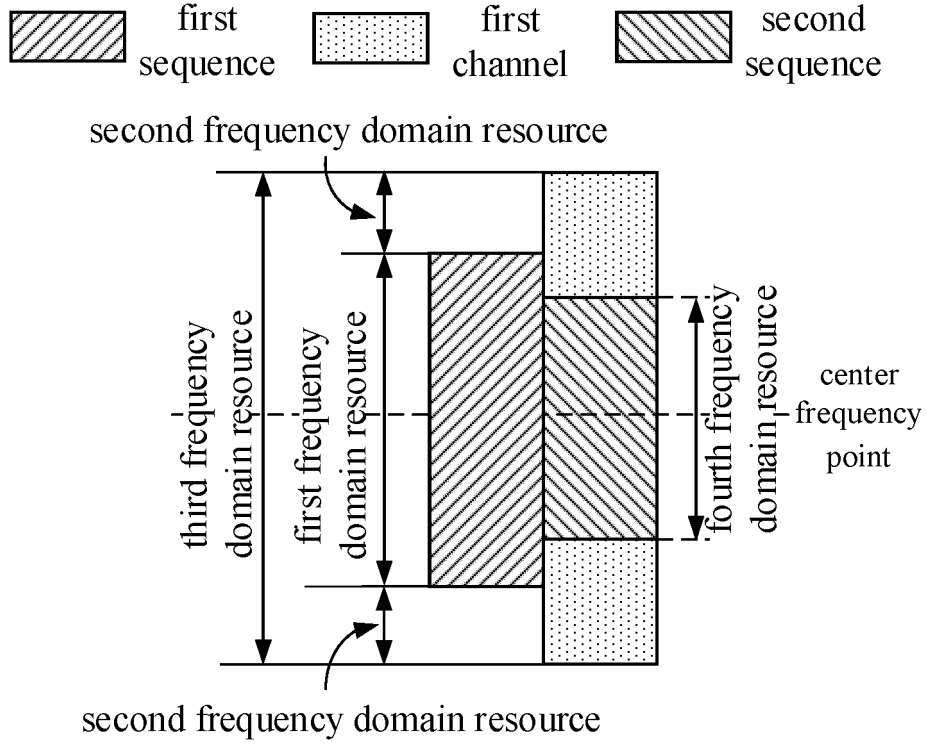 first
sequence
first
channel
second
sequence
second frequency domain resource
third frequency
domain resource
first frequency
domain resource
fourth frequency
domain resource
center
frequency
point
second frequency domain resource